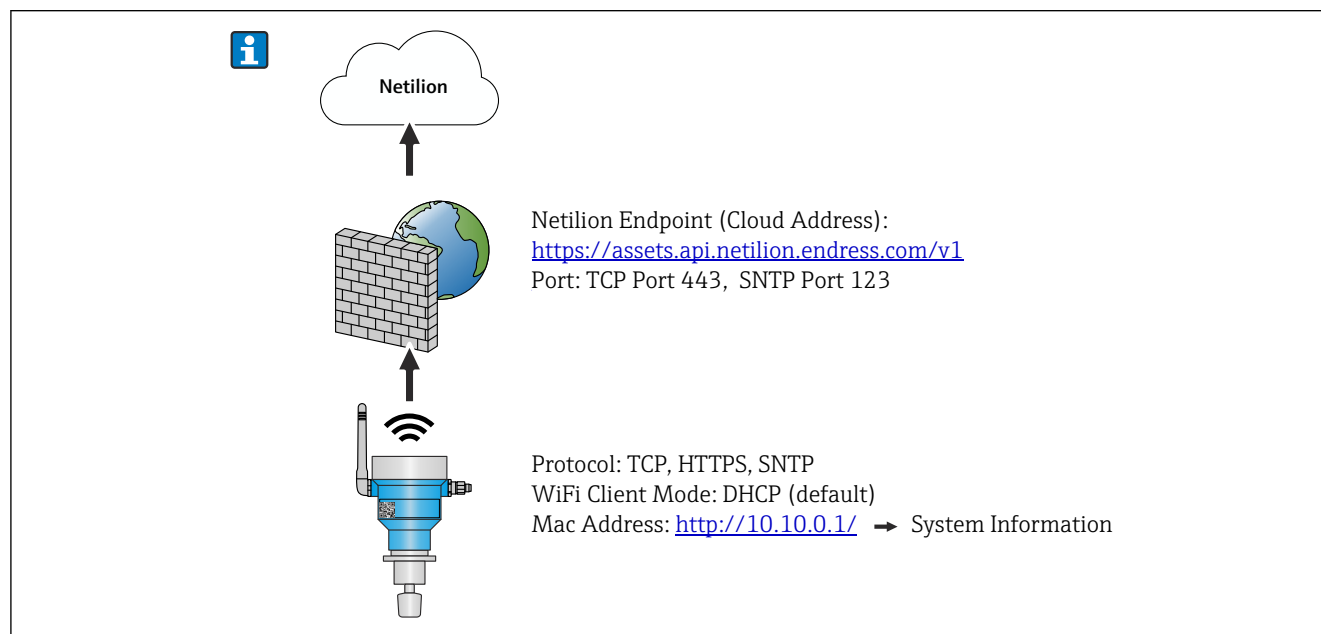 Netilion
Netilion Endpoint (Cloud Address):
https://assets.api.netilion.endress.com/v1
Port: TCP Port 443, SNTP Port 123
Protocol: TCP, HTTPS, SNTP
WiFi Client Mode: DHCP (default)
Mac Address: http://10.10.0.1/ → System Information